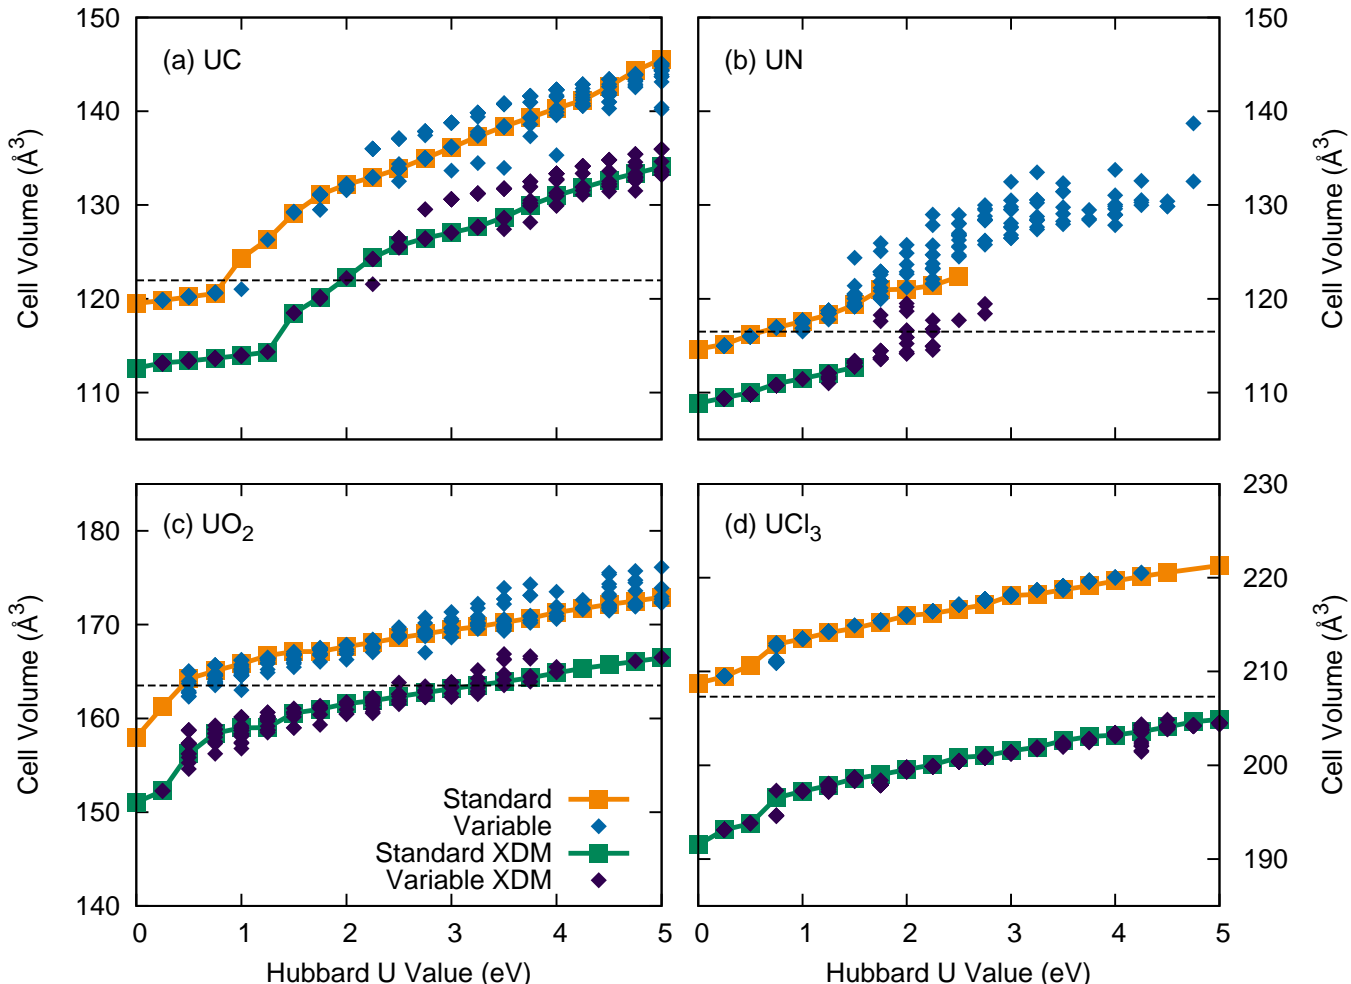 150
140
130
120
110
Cell Volume (Å³)
(a) UC
150
140
130
120
110
Cell Volume (Å³)
(b) UN
180
170
160
150
140
Cell Volume (Å³)
(c) UO₂
Standard
Variable
Standard XDM
Variable XDM
0 1 2 3 4 5
Hubbard U Value (eV)
230
220
210
200
190
Cell Volume (Å³)
(d) UCl₃
0 1 2 3 4 5
Hubbard U Value (eV)